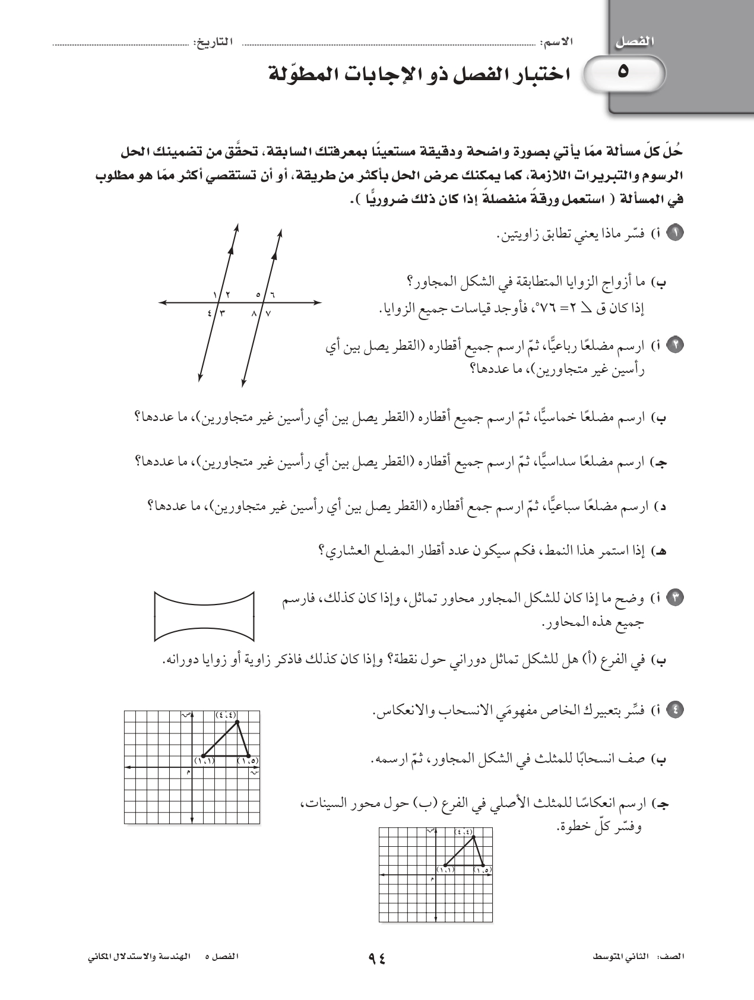 الفصل
٥
الاسم: التاريخ:
اختبار الفصل ذو الإجابات المطوّلة
حُلّ كلّ مسألة ممّا يأتي بصورة واضحة ودقيقة مستعينًا بمعرفتك السابقة، تحقَّق من تضمينك الحل
الرسوم والتبريرات اللازمة، كما يمكنك عرض الحل بأكثر من طريقة، أو أن تستقصي أكثر ممّا هو مطلوب
في المسألة ( استعمل ورقةً منفصلةً إذا كان ذلك ضروريًّا ).
١ أ) فسّر ماذا يعني تطابق زاويتين.
ب) ما أزواج الزوايا المتطابقة في الشكل المجاور؟
إذا كان ق ∠ ٢ = ٧٦°، فأوجد قياسات جميع الزوايا.
١ ٢ ٥ ٦
٤ ٣ ٨ ٧
٢ أ) ارسم مضلعًا رباعيًّا، ثمّ ارسم جميع أقطاره (القطر يصل بين أي
رأسين غير متجاورين)، ما عددها؟
ب) ارسم مضلعًا خماسيًّا، ثمّ ارسم جميع أقطاره (القطر يصل بين أي رأسين غير متجاورين)، ما عددها؟
جـ) ارسم مضلعًا سداسيًّا، ثمّ ارسم جميع أقطاره (القطر يصل بين أي رأسين غير متجاورين)، ما عددها؟
د) ارسم مضلعًا سباعيًّا، ثمّ ارسم جمع أقطاره (القطر يصل بين أي رأسين غير متجاورين)، ما عددها؟
هـ) إذا استمر هذا النمط، فكم سيكون عدد أقطار المضلع العشاري؟
٣ أ) وضح ما إذا كان للشكل المجاور محاور تماثل، وإذا كان كذلك، فارسم
جميع هذه المحاور.
ب) في الفرع (أ) هل للشكل تماثل دوراني حول نقطة؟ وإذا كان كذلك فاذكر زاوية أو زوايا دورانه.
٤ أ) فسِّر بتعبيرك الخاص مفهومَي الانسحاب والانعكاس.
ب) صف انسحابًا للمثلث في الشكل المجاور، ثمّ ارسمه.
ص
(٤،٤)
(١،١) (١،٥)
م س
جـ) ارسم انعكاسًا للمثلث الأصلي في الفرع (ب) حول محور السينات،
وفسّر كلّ خطوة.
ص
(٤،٤)
(١،١) (١،٥)
م
الصف: الثاني المتوسط ٩٤ الفصل ٥ الهندسة والاستدلال المكاني